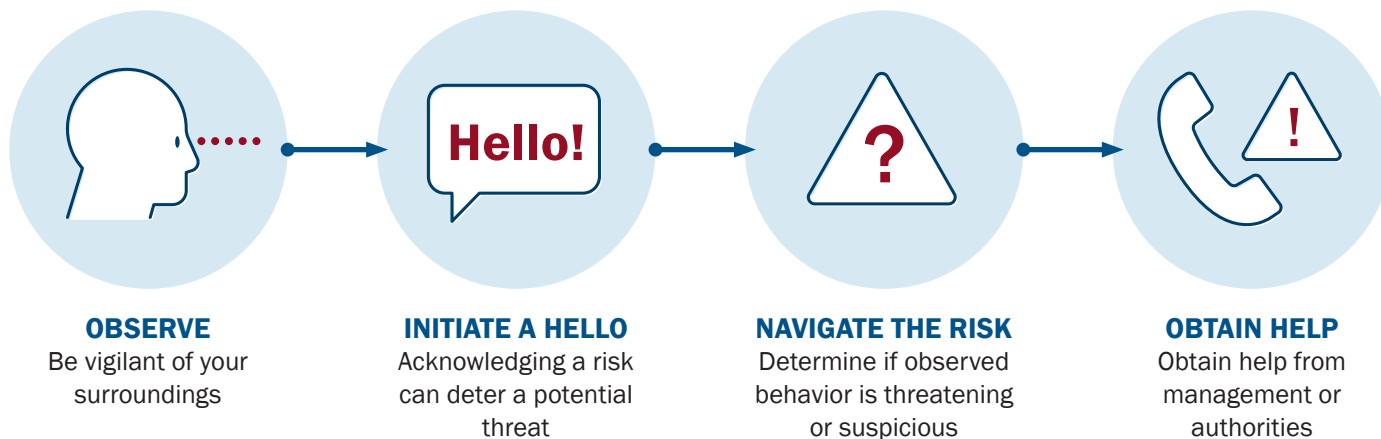 Hello!
?
!
OBSERVE
Be vigilant of your
surroundings
INITIATE A HELLO
Acknowledging a risk
can deter a potential
threat
NAVIGATE THE RISK
Determine if observed
behavior is threatening
or suspicious
OBTAIN HELP
Obtain help from
management or
authorities